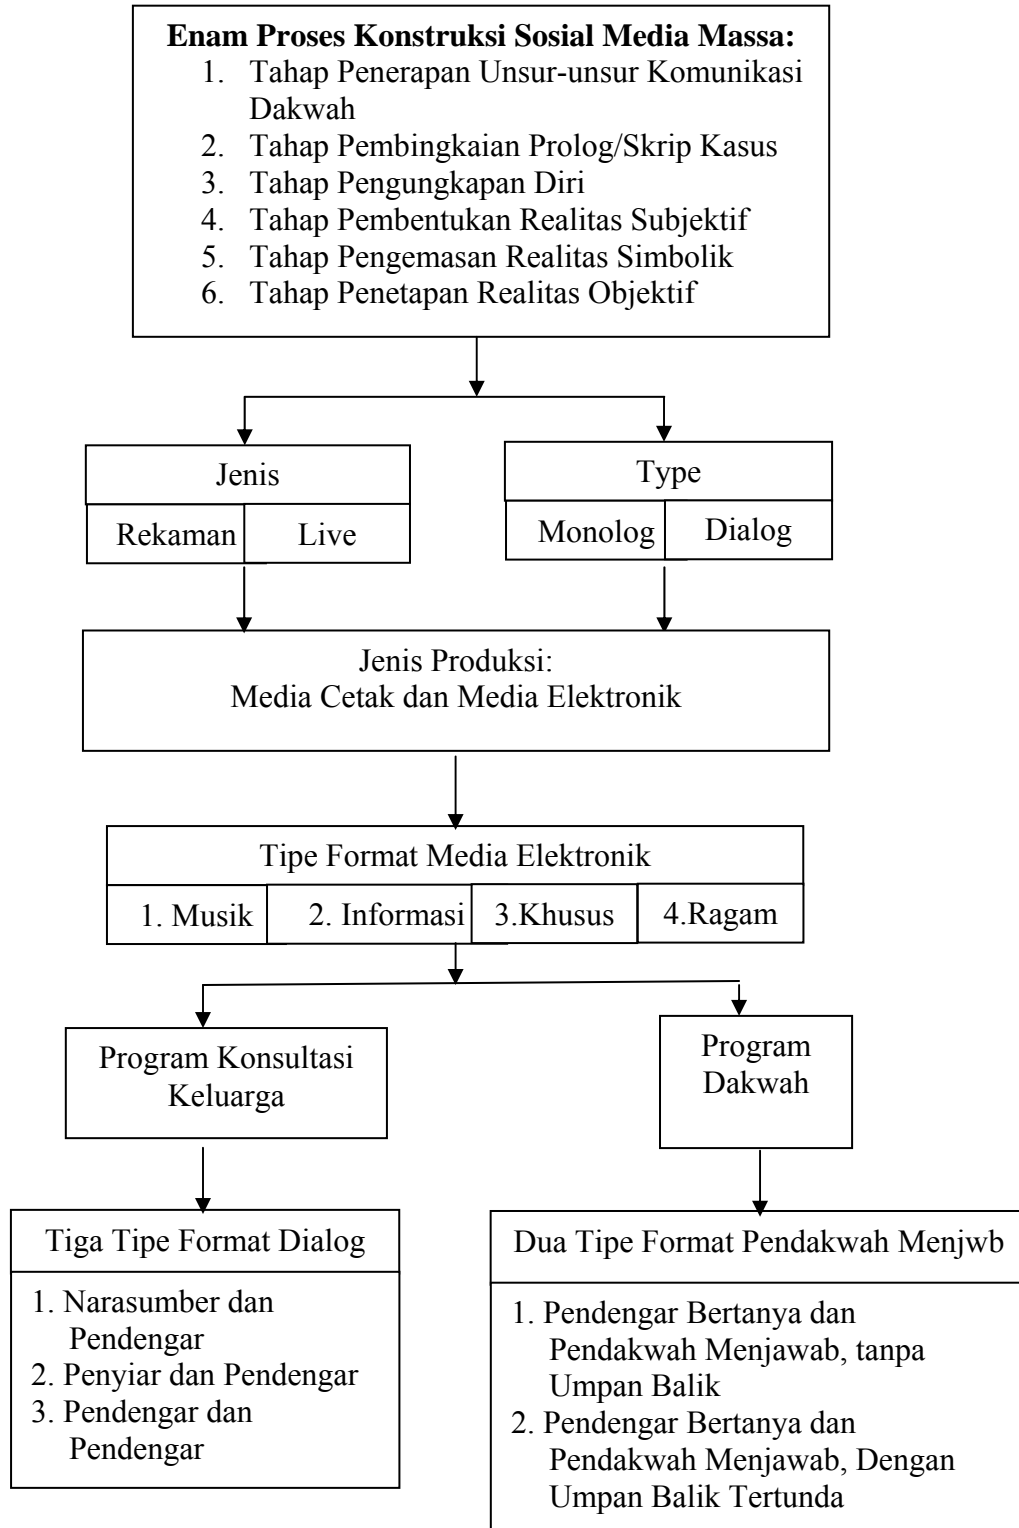 Enam Proses Konstruksi Sosial Media Massa:
1. Tahap Penerapan Unsur-unsur Komunikasi
Dakwah
2. Tahap Pembingkaian Prolog/Skrip Kasus
3. Tahap Pengungkapan Diri
4. Tahap Pembentukan Realitas Subjektif
5. Tahap Pengemasan Realitas Simbolik
6. Tahap Penetapan Realitas Objektif
Jenis
Rekaman Live
Type
Monolog Dialog
Jenis Produksi:
Media Cetak dan Media Elektronik
Tipe Format Media Elektronik
1. Musik 2. Informasi 3.Khusus 4.Ragam
Program Konsultasi
Keluarga
Program
Dakwah
Tiga Tipe Format Dialog
1. Narasumber dan
Pendengar
2. Penyiar dan Pendengar
3. Pendengar dan
Pendengar
Dua Tipe Format Pendakwah Menjwb
1. Pendengar Bertanya dan
Pendakwah Menjawab, tanpa
Umpan Balik
2. Pendengar Bertanya dan
Pendakwah Menjawab, Dengan
Umpan Balik Tertunda